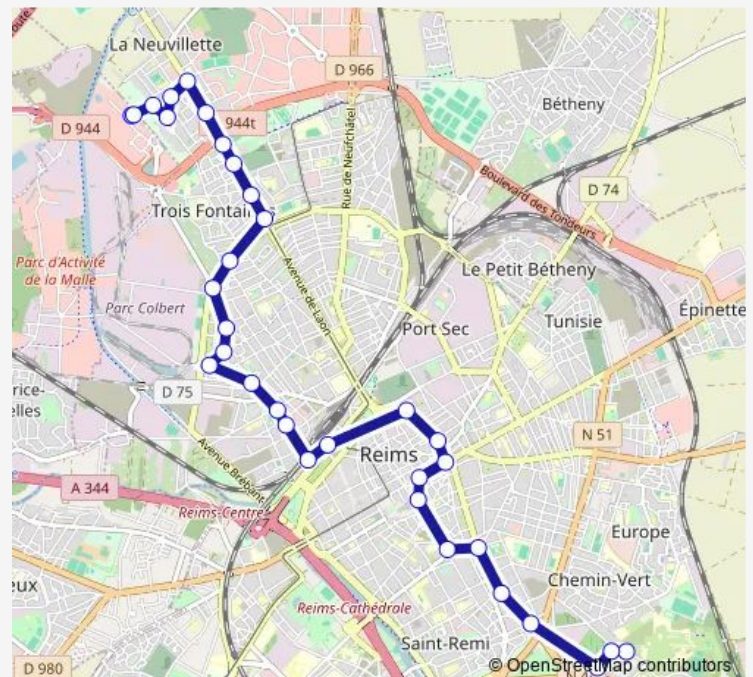 La Neuvillette
D 966
Bétheny
D 944
944t
Rue de Neufchâtel
Boulevard des Tondeurs
D 74
Trois
Parc d'Activité
de la Malle
Le Petit Bétheny
Avenue de Laon
Parc Colbert
Port Sec
Tunisie
Épinette
D 75
N 51
Reims
Avenue Brébant
A 344
Reims-Centre
Europe
Chemin-Vert
Reims-Cathédrale
Saint-Remi
D 980
© OpenStreetMap contributors